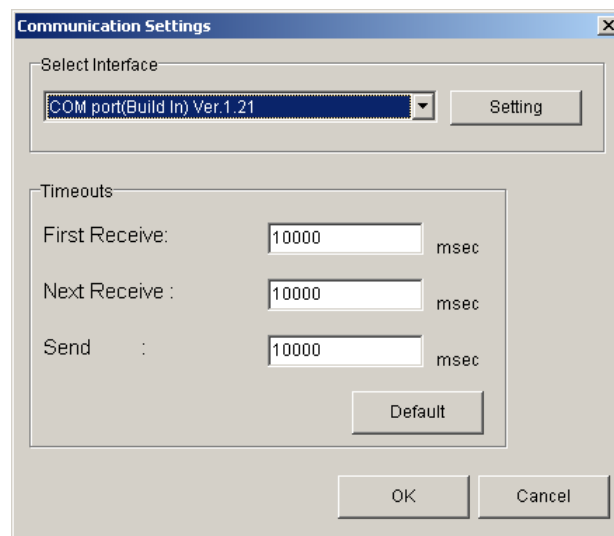 Communication Settings
Select Interface
COM port(Build In) Ver.1.21
Setting
Timeouts
First Receive: 10000 msec
Next Receive : 10000 msec
Send : 10000 msec
Default
OK Cancel